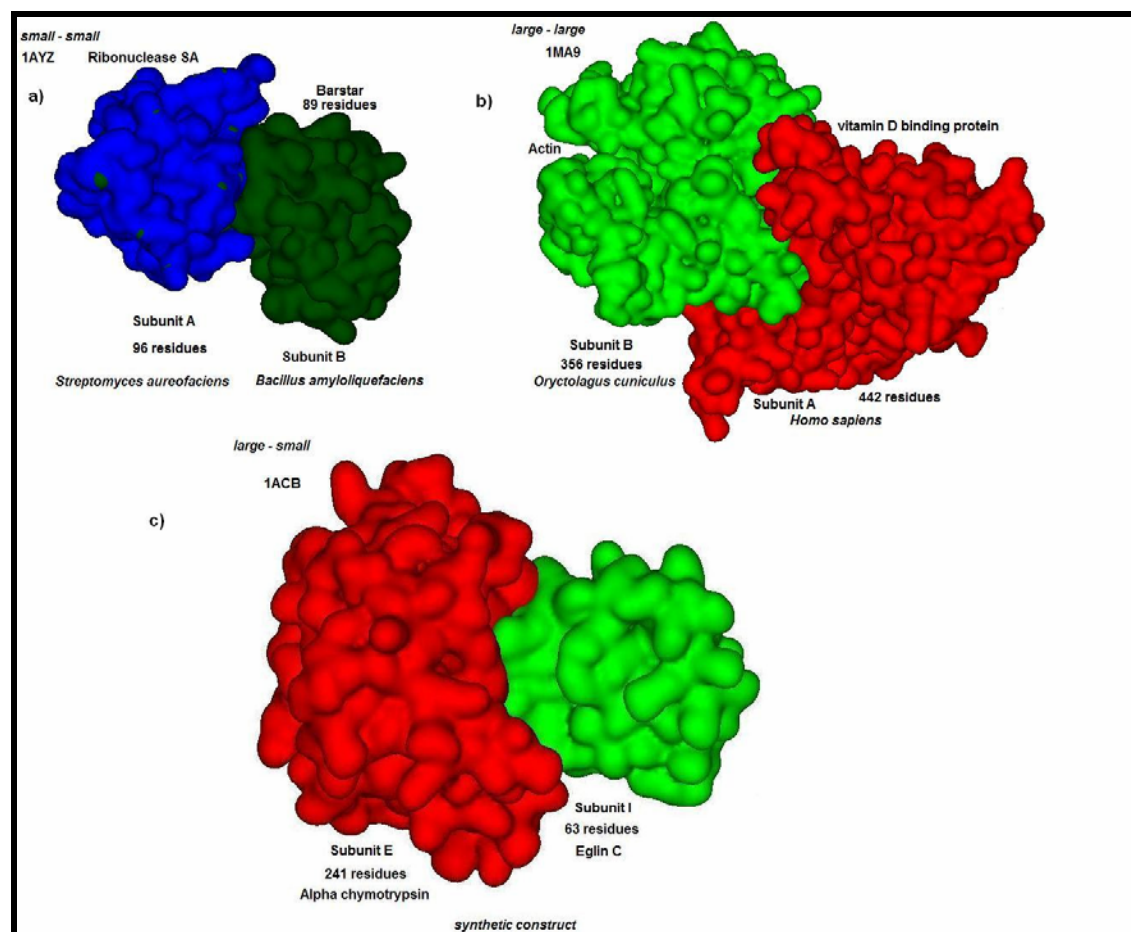 small - small
1AYZ
Ribonuclease SA
a)
Barstar
89 residues
Subunit A
96 residues
Subunit B
Streptomyces aureofaciens
Bacillus amyloliquefaciens
large - large
1MA9
b)
vitamin D binding protein
Actin
Subunit B
356 residues
Oryctolagus cuniculus
Subunit A
442 residues
Homo sapiens
large - small
1ACB
c)
Subunit I
63 residues
Eglin C
Subunit E
241 residues
Alpha chymotrypsin
synthetic construct